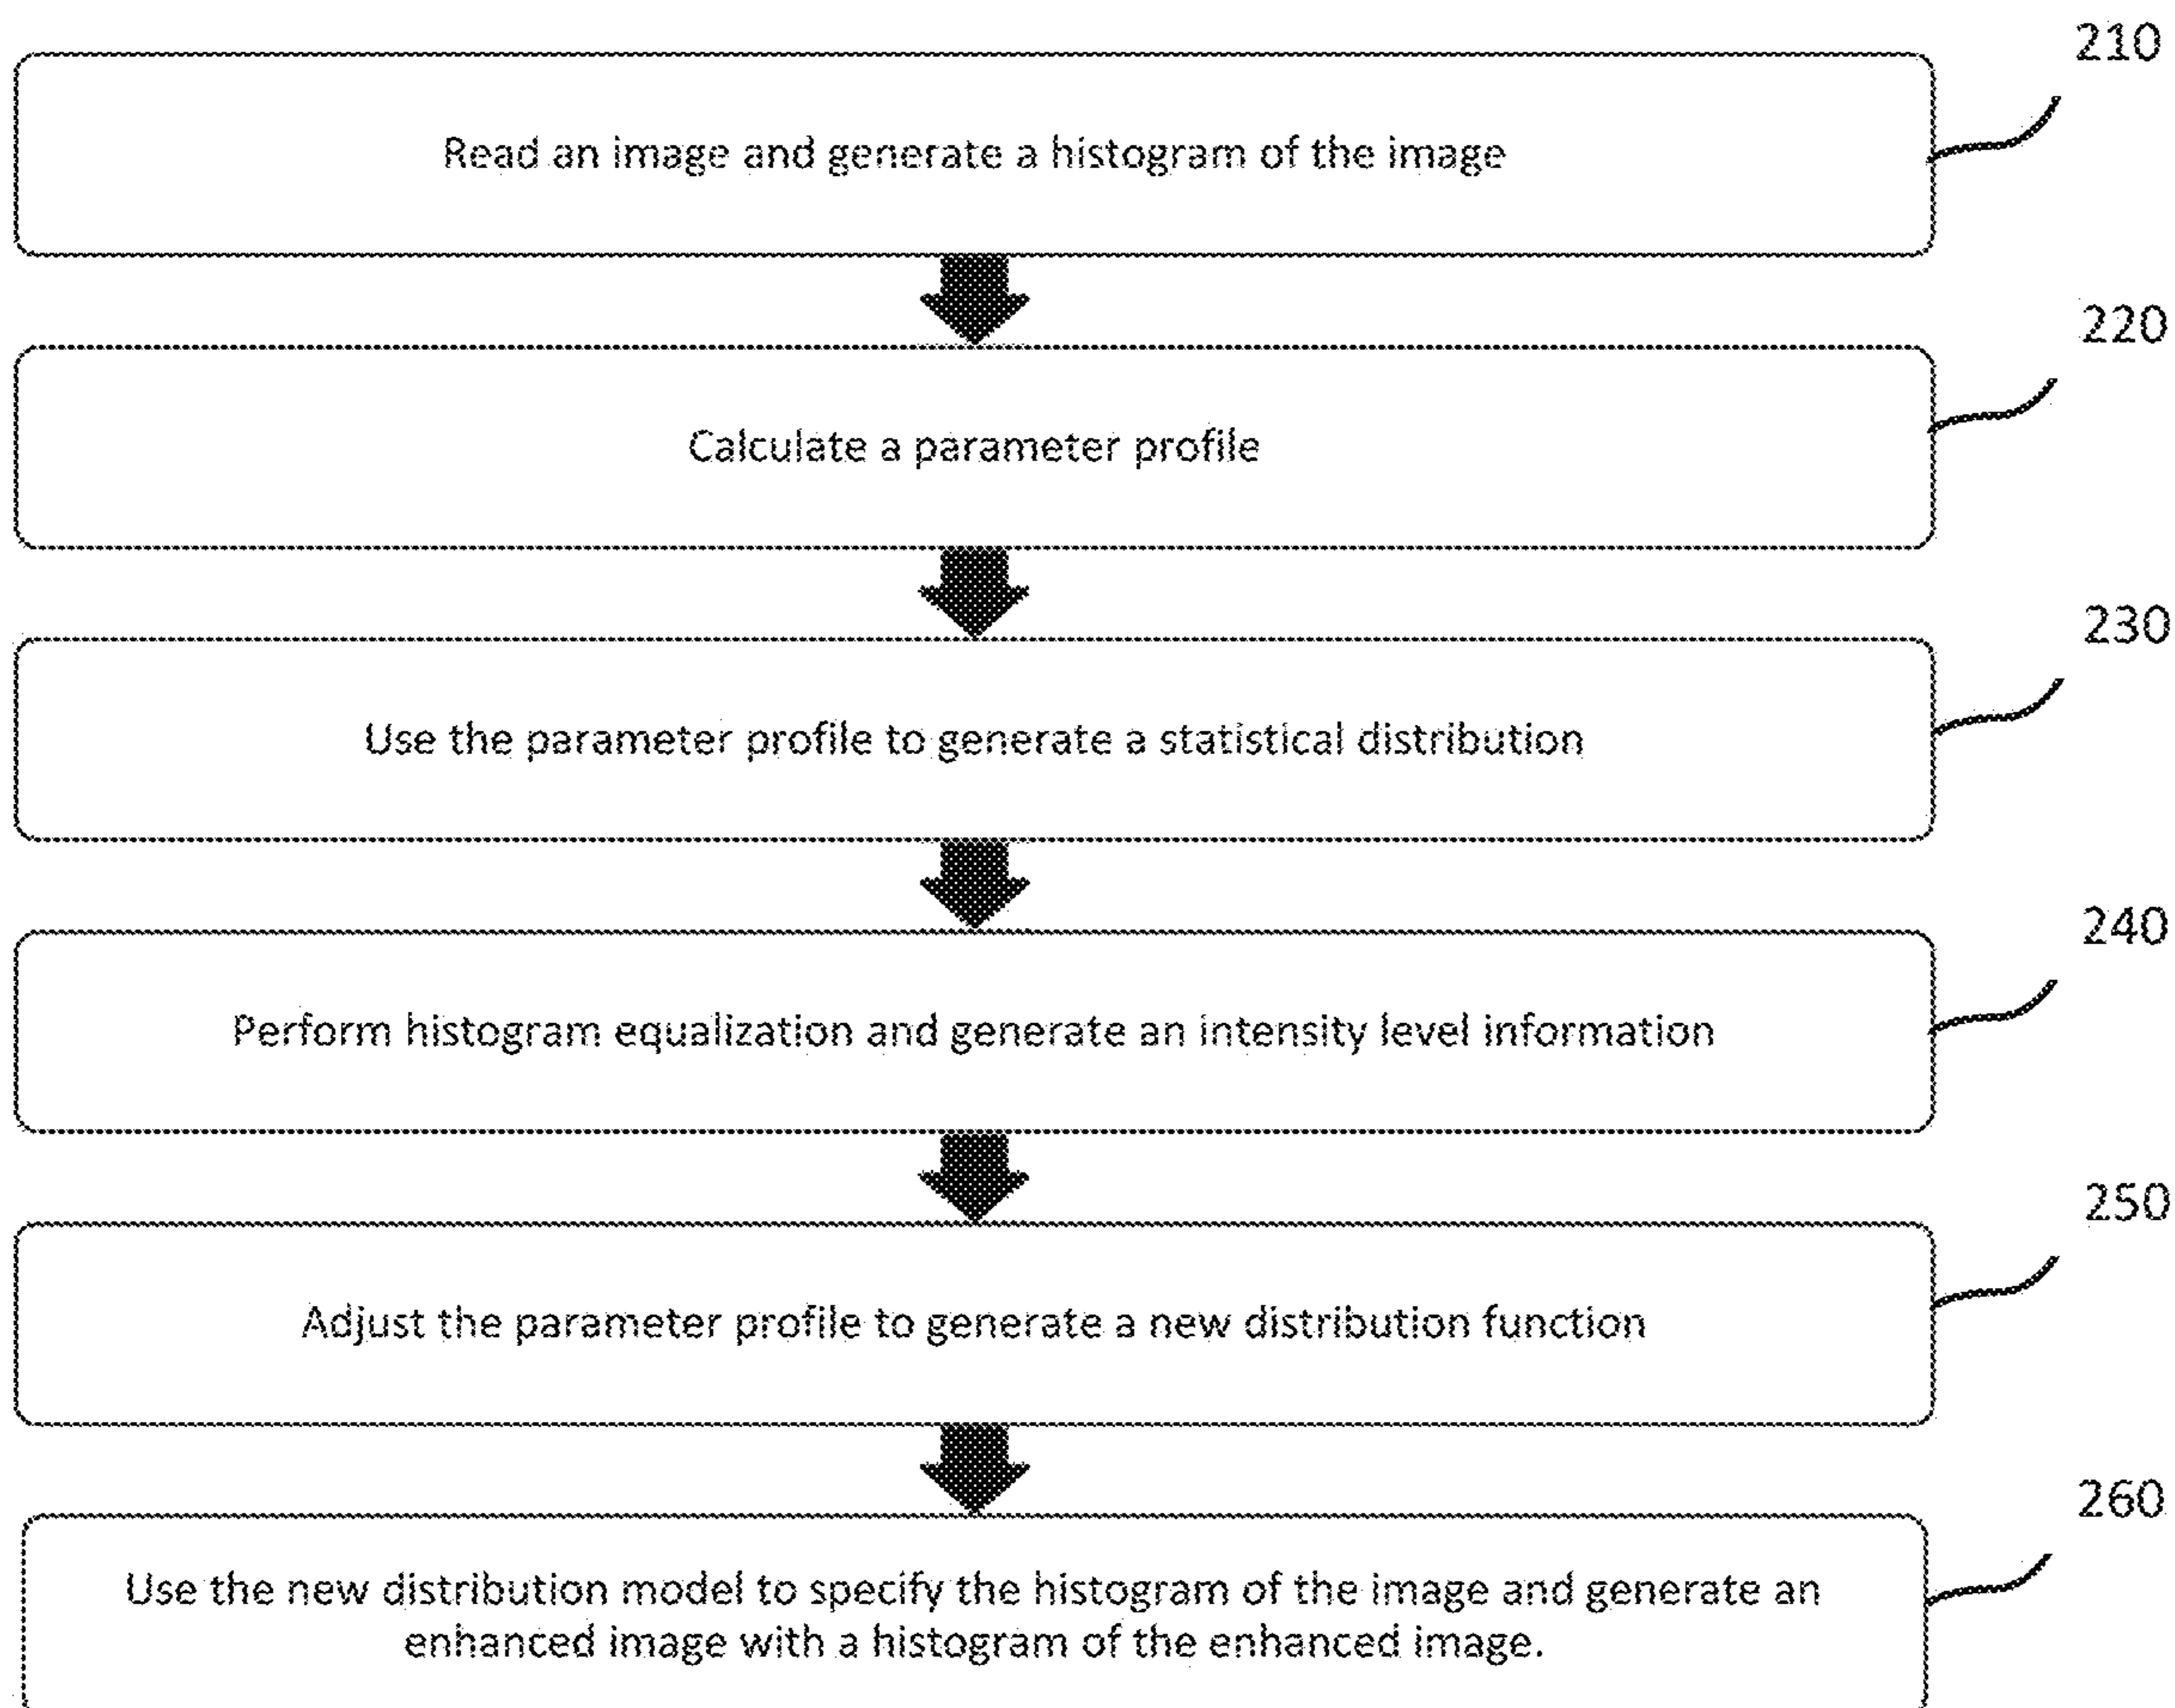 210
Read an image and generate a histogram of the image
220
Calculate a parameter profile
230
Use the parameter profile to generate a statistical distribution
240
Perform histogram equalization and generate an intensity level information
250
Adjust the parameter profile to generate a new distribution function
260
Use the new distribution model to specify the histogram of the image and generate an
enhanced image with a histogram of the enhanced image.